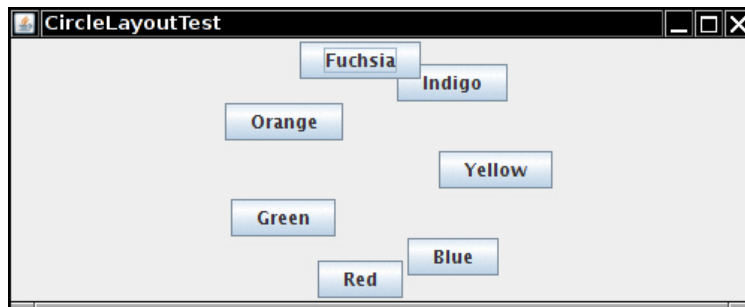 CircleLayoutTest
Fuchsia
Indigo
Orange
Yellow
Green
Blue
Red